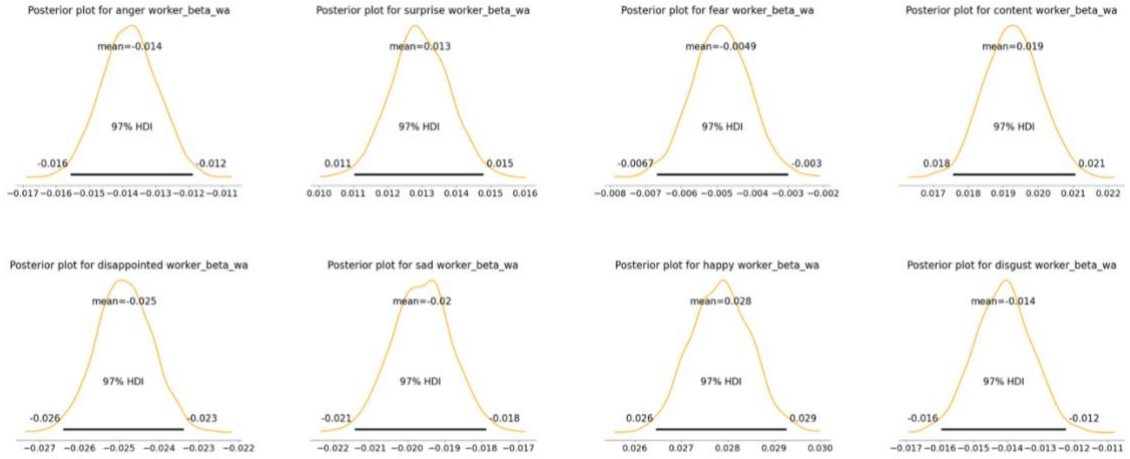 Posterior plot for anger worker_beta_wa
mean=-0.014
97% HDI
-0.016 -0.012
−0.017 −0.016 −0.015 −0.014 −0.013 −0.012 −0.011
Posterior plot for surprise worker_beta_wa
mean=0.013
97% HDI
0.011 0.015
0.010 0.011 0.012 0.013 0.014 0.015 0.016
Posterior plot for fear worker_beta_wa
mean=-0.0049
97% HDI
-0.0067 -0.003
−0.008 −0.007 −0.006 −0.005 −0.004 −0.003 −0.002
Posterior plot for content worker_beta_wa
mean=0.019
97% HDI
0.018 0.021
0.017 0.018 0.019 0.020 0.021 0.022
Posterior plot for disappointed worker_beta_wa
mean=-0.025
97% HDI
-0.026 -0.023
−0.027 −0.026 −0.025 −0.024 −0.023 −0.022
Posterior plot for sad worker_beta_wa
mean=-0.02
97% HDI
-0.021 -0.018
−0.022 −0.021 −0.020 −0.019 −0.018 −0.017
Posterior plot for happy worker_beta_wa
mean=0.028
97% HDI
0.026 0.029
0.026 0.027 0.028 0.029 0.030
Posterior plot for disgust worker_beta_wa
mean=-0.014
97% HDI
-0.016 -0.012
−0.017 −0.016 −0.015 −0.014 −0.013 −0.012 −0.011